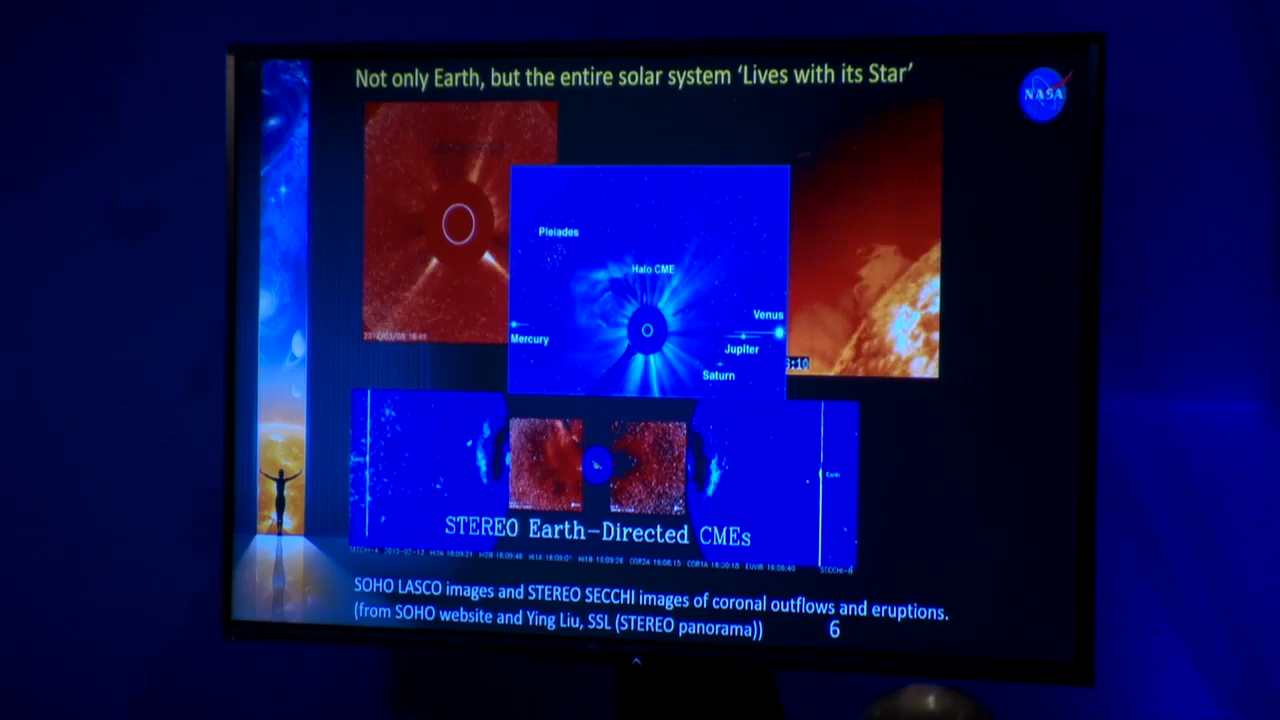 Not only Earth, but the entire solar system ‘Lives with its Star’
NASA
Pleiades
Halo CME
Venus
Mercury
Jupiter
Saturn
3:10
Earth
STEREO Earth-Directed CMEs
SOHO LASCO images and STEREO SECCHI images of coronal outflows and eruptions.
(from SOHO website and Ying Liu, SSL (STEREO panorama))
6